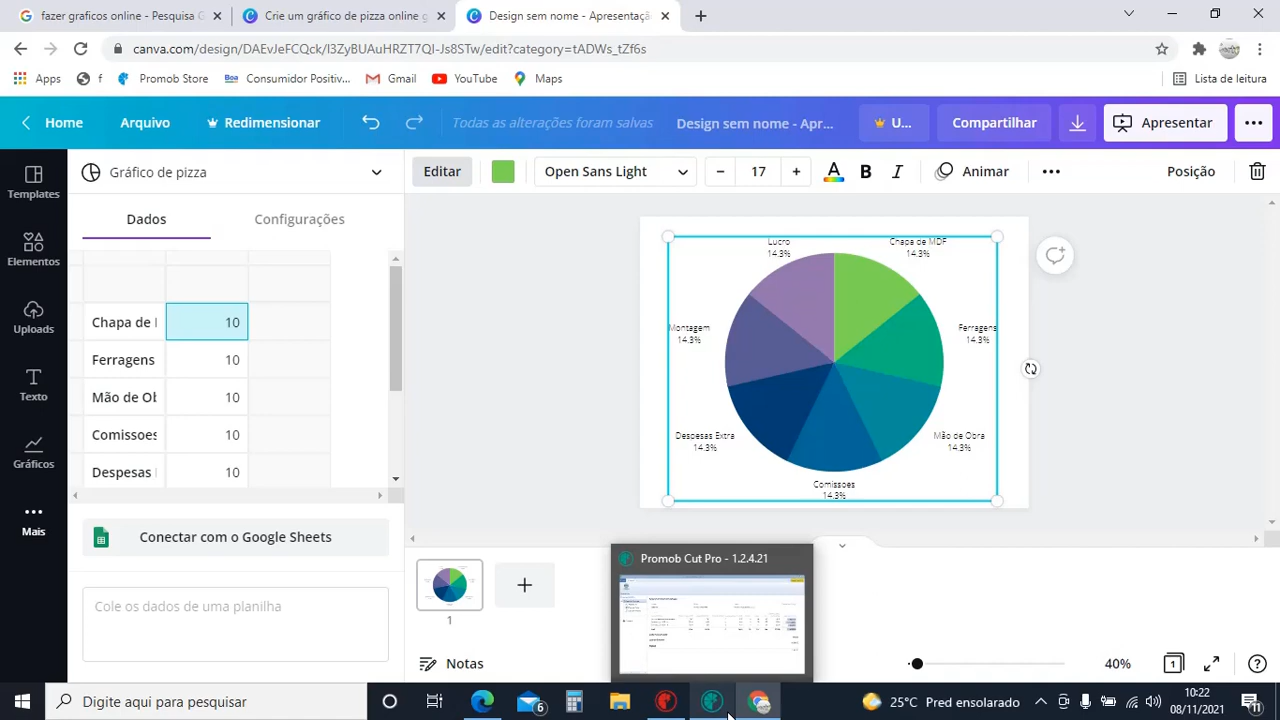 fazer graficos online - Pesquisa G
Crie um gráfico de pizza online g
Design sem nome - Apresentaçã
canva.com/design/DAEvJeFCQck/I3ZyBUAuHRZT7QI-Js8STw/edit?category=tADWs_tZf6s
Apps
f
Promob Store
Boa
Consumidor Positiv...
Gmail
YouTube
Maps
Lista de leitura
Home
Arquivo
Redimensionar
Todas as alterações foram salvas
Design sem nome - Apr...
U...
Compartilhar
Apresentar
Templates
Elementos
Uploads
Texto
Gráficos
Mais
Gráfico de pizza
Dados
Configurações
Chapa de I 10
Ferragens 10
Mão de Ob 10
Comissoes 10
Despesas I 10
Conectar com o Google Sheets
Cole os dados de uma planilha
Editar
Open Sans Light
17
A
B
I
Animar
Posição
Lucro
14.3%
Chapa de MDF
14.3%
Montagem
14.3%
Ferragens
14.3%
Despesas Extra
14.3%
Mão de Obra
14.3%
Comissoes
14.3%
1
Promob Cut Pro - 1.2.4.21
Notas
40%
1
Digite aqui para pesquisar
6
25°C Pred ensolarado
10:22
08/11/2021
11